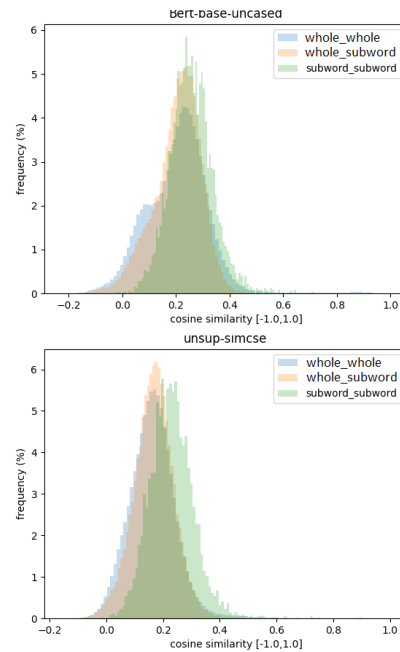 Bert-base-uncased
6
5
4
3
2
1
0
frequency (%)
whole_whole
whole_subword
subword_subword
−0.2 0.0 0.2 0.4 0.6 0.8 1.0
cosine similarity [-1.0,1.0]
unsup-simcse
6
5
4
3
2
1
0
frequency (%)
whole_whole
whole_subword
subword_subword
−0.2 0.0 0.2 0.4 0.6 0.8 1.0
cosine similarity [-1.0,1.0]